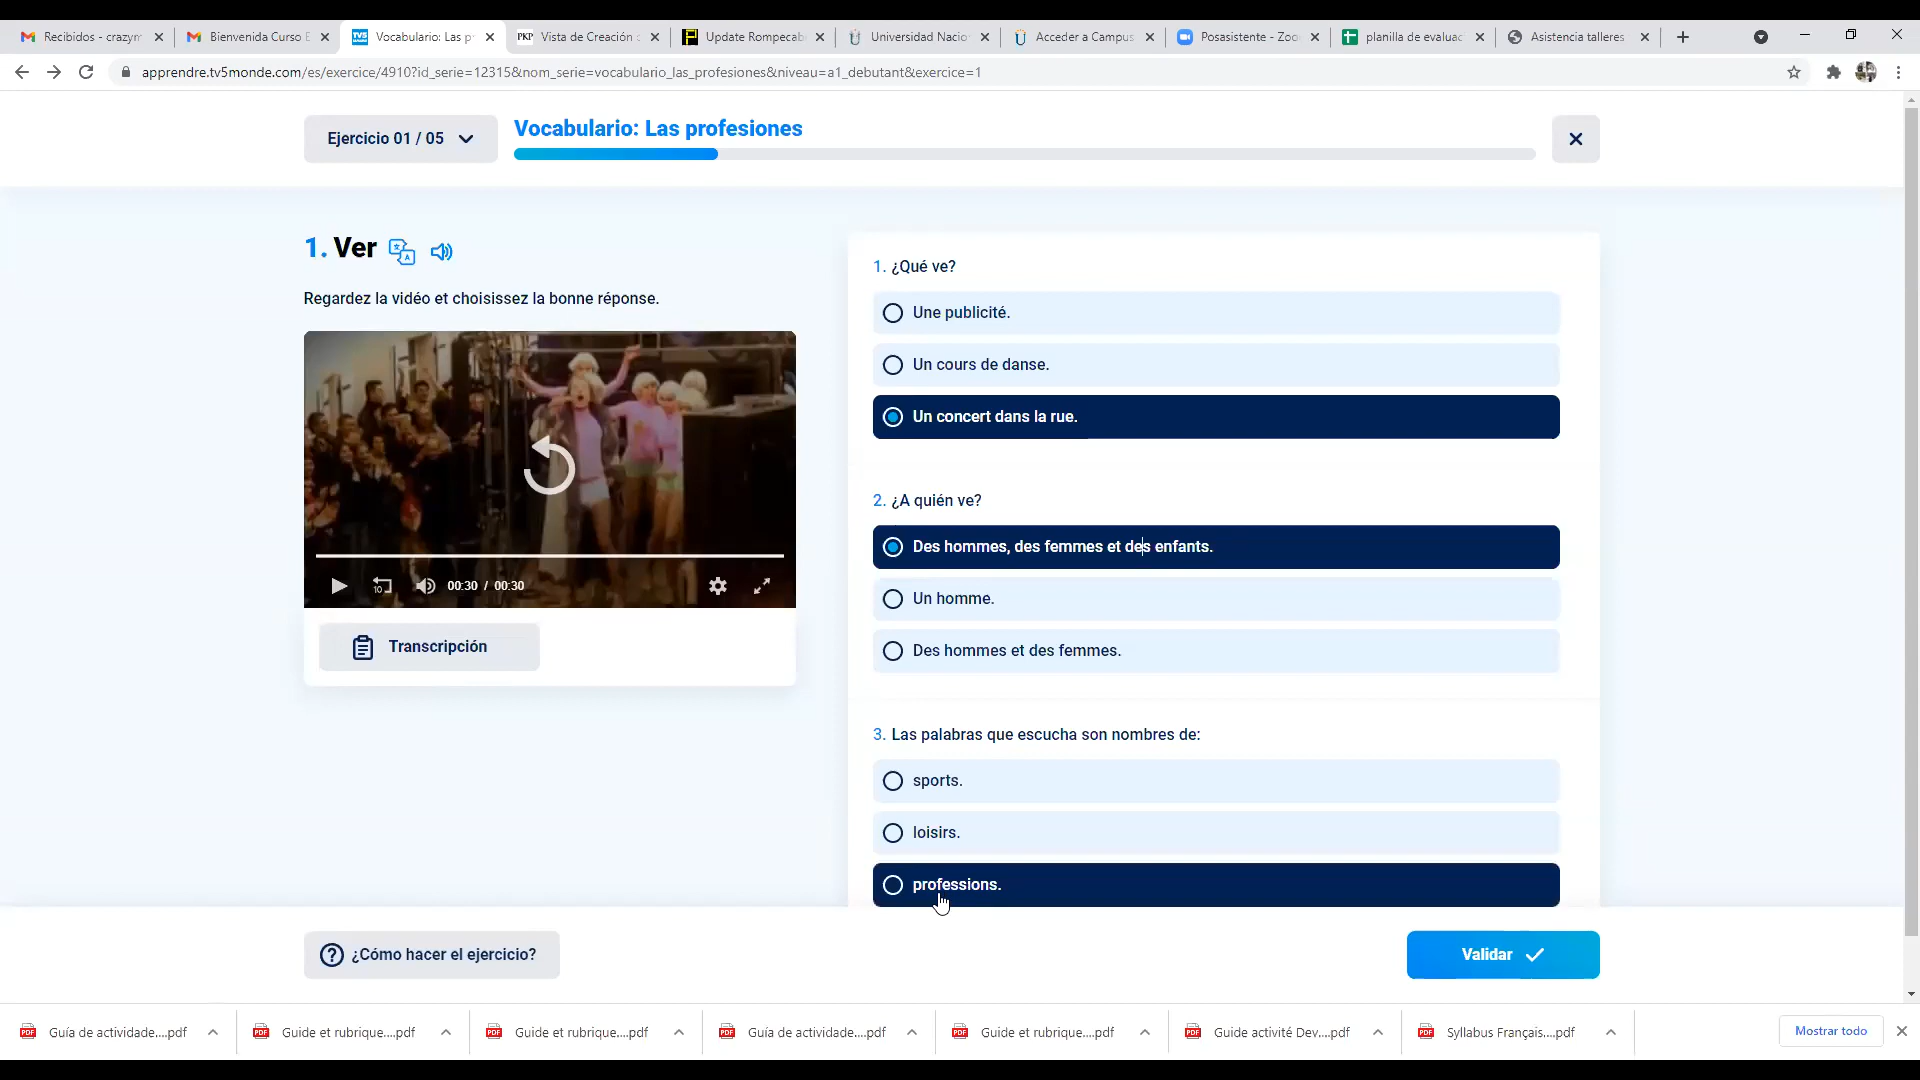 Recibidos - crazym
Bienvenida Curso E
Vocabulario: Las p
Vista de Creación
Update Rompecab
Universidad Nacio
Acceder a Campus
Posasistente - Zoo
planilla de evaluac
Asistencia talleres
apprendre.tv5monde.com/es/exercice/4910?id_serie=12315&nom_serie=vocabulario_las_profesiones&niveau=a1_debutant&exercice=1
Ejercicio 01 / 05
Vocabulario: Las profesiones
1. Ver
Regardez la vidéo et choisissez la bonne réponse.
10
00:30 / 00:30
Transcripción
1. ¿Qué ve?
Une publicité.
Un cours de danse.
Un concert dans la rue.
2. ¿A quién ve?
Des hommes, des femmes et des enfants.
Un homme.
Des hommes et des femmes.
3. Las palabras que escucha son nombres de:
sports.
loisirs.
professions.
¿Cómo hacer el ejercicio?
Validar
Guía de actividade....pdf
Guide et rubrique....pdf
Guide et rubrique....pdf
Guía de actividade....pdf
Guide et rubrique....pdf
Guide activité Dev....pdf
Syllabus Français....pdf
Mostrar todo